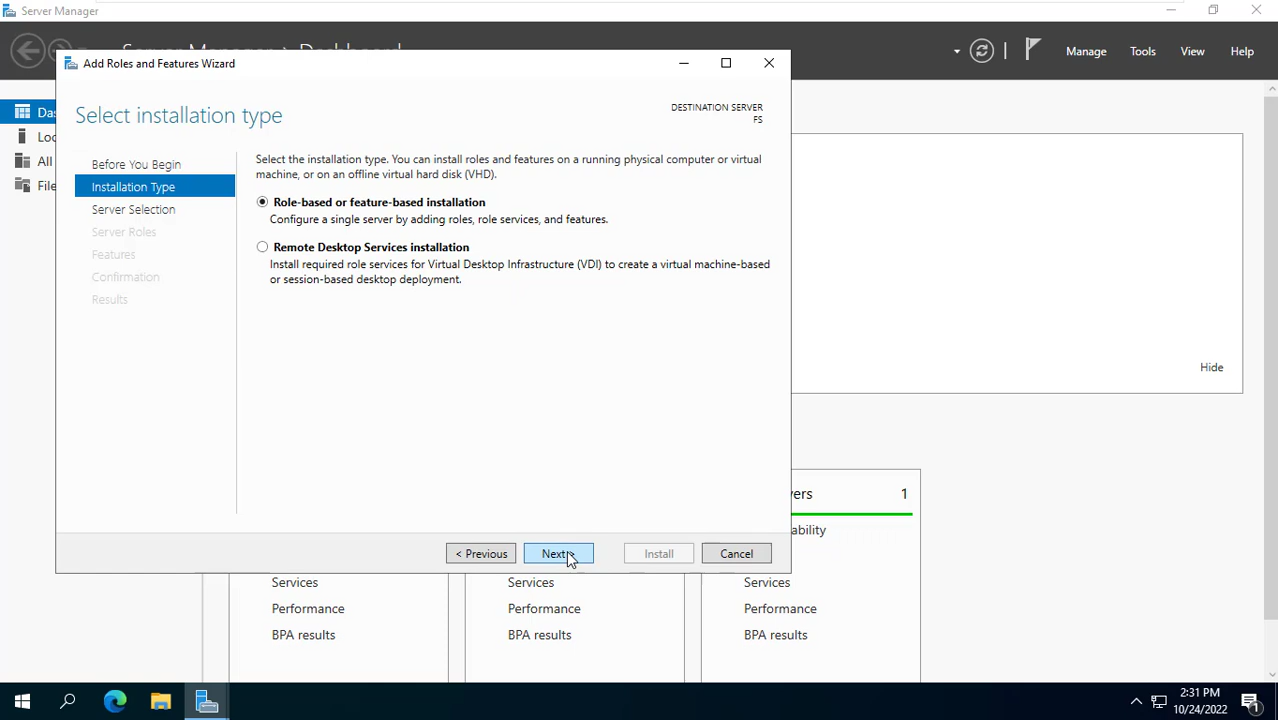 Server Manager
Manage
Tools
View
Help
Add Roles and Features Wizard
Select installation type
DESTINATION SERVER
FS
Before You Begin
Installation Type
Server Selection
Server Roles
Features
Confirmation
Results
Select the installation type. You can install roles and features on a running physical computer or virtual
machine, or on an offline virtual hard disk (VHD).
Role-based or feature-based installation
Configure a single server by adding roles, role services, and features.
Remote Desktop Services installation
Install required role services for Virtual Desktop Infrastructure (VDI) to create a virtual machine-based
or session-based desktop deployment.
< Previous
Next
Install
Cancel
All
Hide
1
Services
Performance
BPA results
Services
Performance
BPA results
Services
Performance
BPA results
2:31 PM
10/24/2022
1